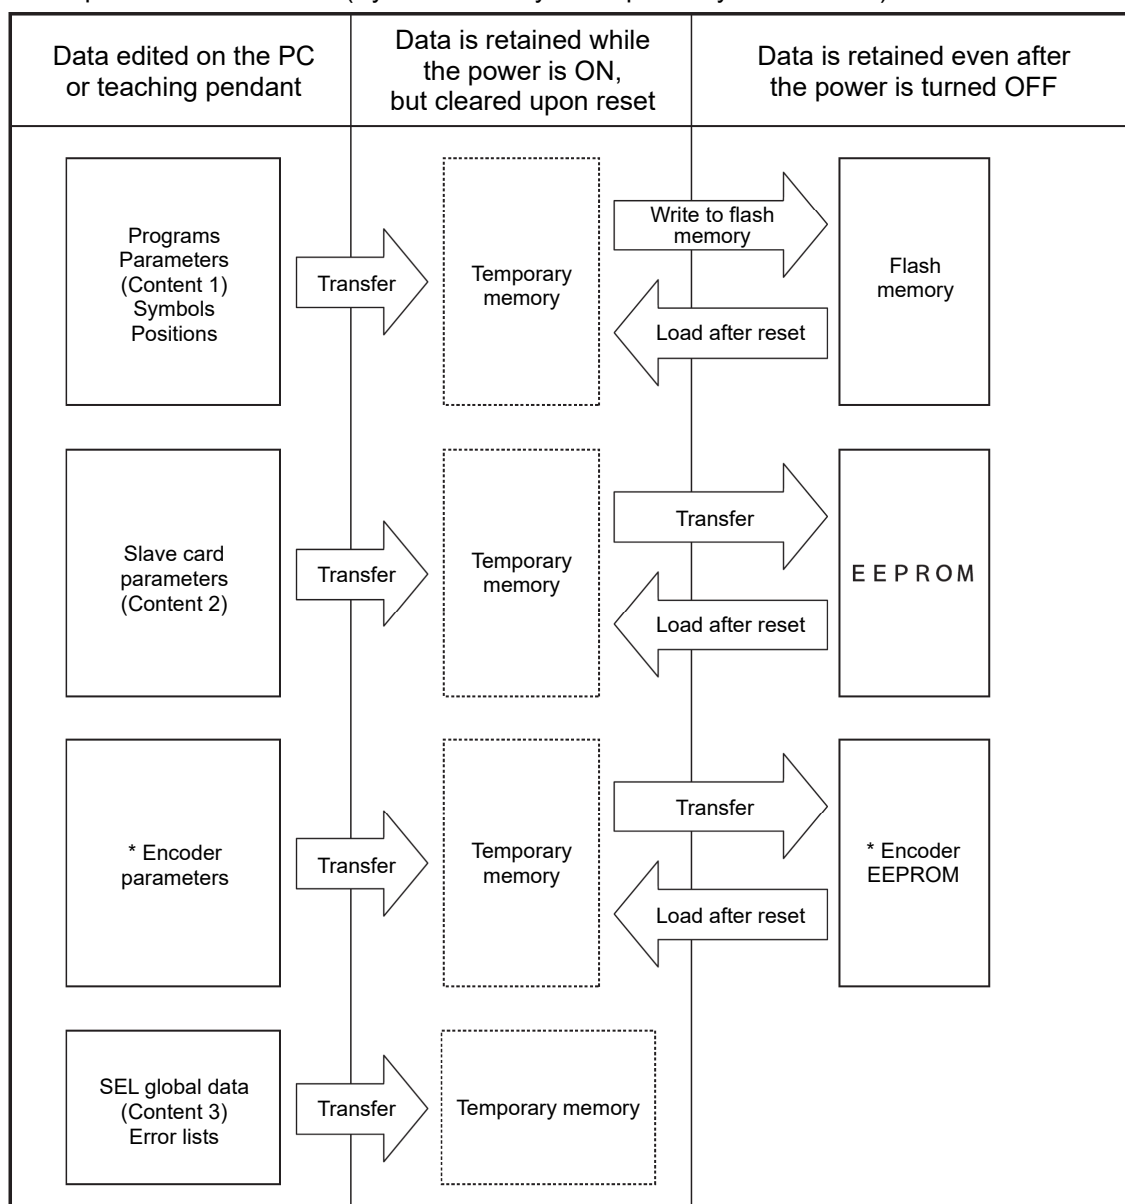 Data edited on the PC
or teaching pendant
Data is retained while
the power is ON,
but cleared upon reset
Data is retained even after
the power is turned OFF
Programs
Parameters
(Content 1)
Symbols
Positions
Transfer
Temporary
memory
Write to flash
memory
Load after reset
Flash
memory
Slave card
parameters
(Content 2)
Transfer
Temporary
memory
Transfer
Load after reset
EEPROM
* Encoder
parameters
Transfer
Temporary
memory
Transfer
Load after reset
* Encoder
EEPROM
SEL global data
(Content 3)
Error lists
Transfer
Temporary memory